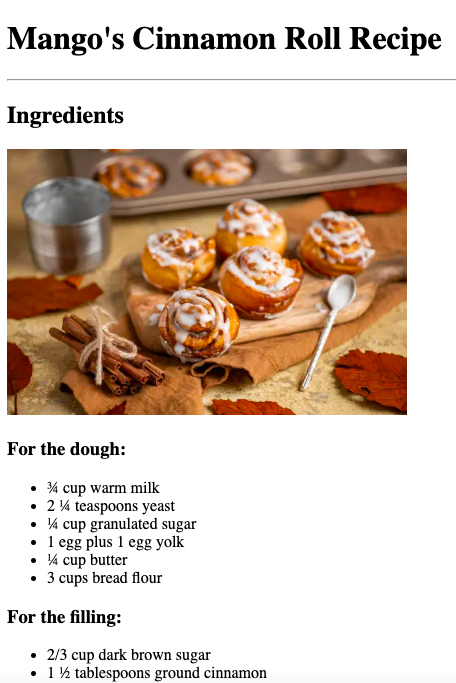 Mango's Cinnamon Roll Recipe
Ingredients
For the dough:
• ¾ cup warm milk
• 2 ¼ teaspoons yeast
• ¼ cup granulated sugar
• 1 egg plus 1 egg yolk
• ¼ cup butter
• 3 cups bread flour
For the filling:
• 2/3 cup dark brown sugar
• 1 ½ tablespoons ground cinnamon